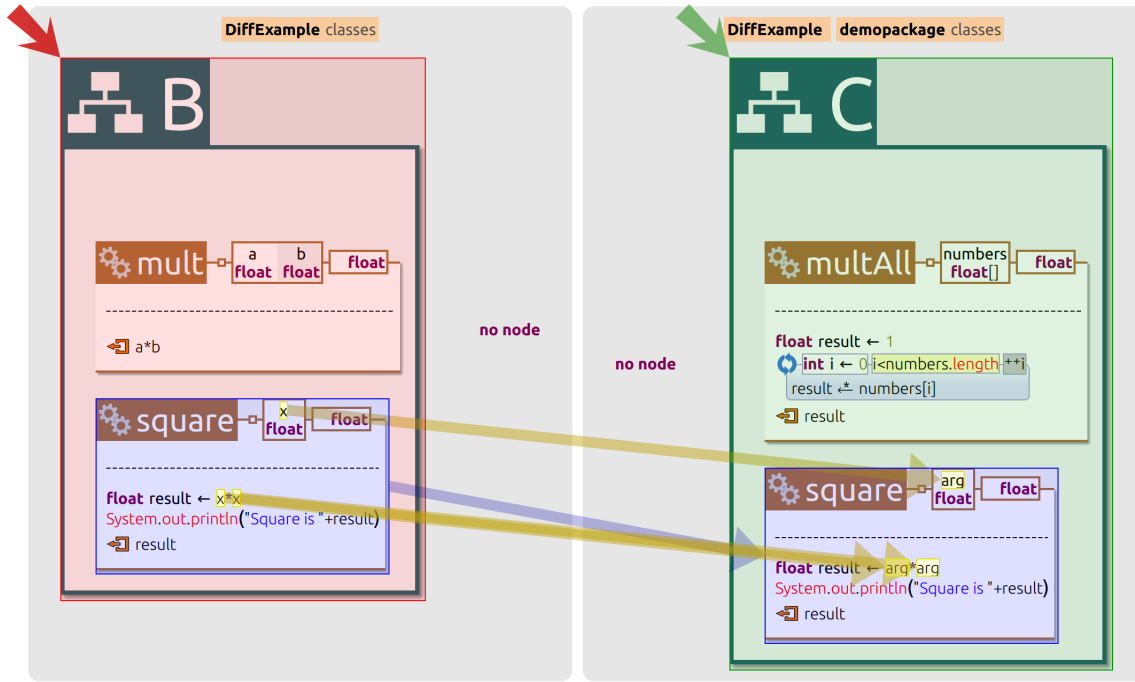 DiffExample classes
B
mult
a b
float float
float
a*b
square
x
float
float
float result ← x*x
System.out.println("Square is "+result)
result
no node
no node
DiffExample demopackage classes
C
multAll
numbers
float[]
float
float result ← 1
int i ← 0 i<numbers.length ++i
result ↞* numbers[i]
result
square
arg
float
float
float result ← arg*arg
System.out.println("Square is "+result)
result